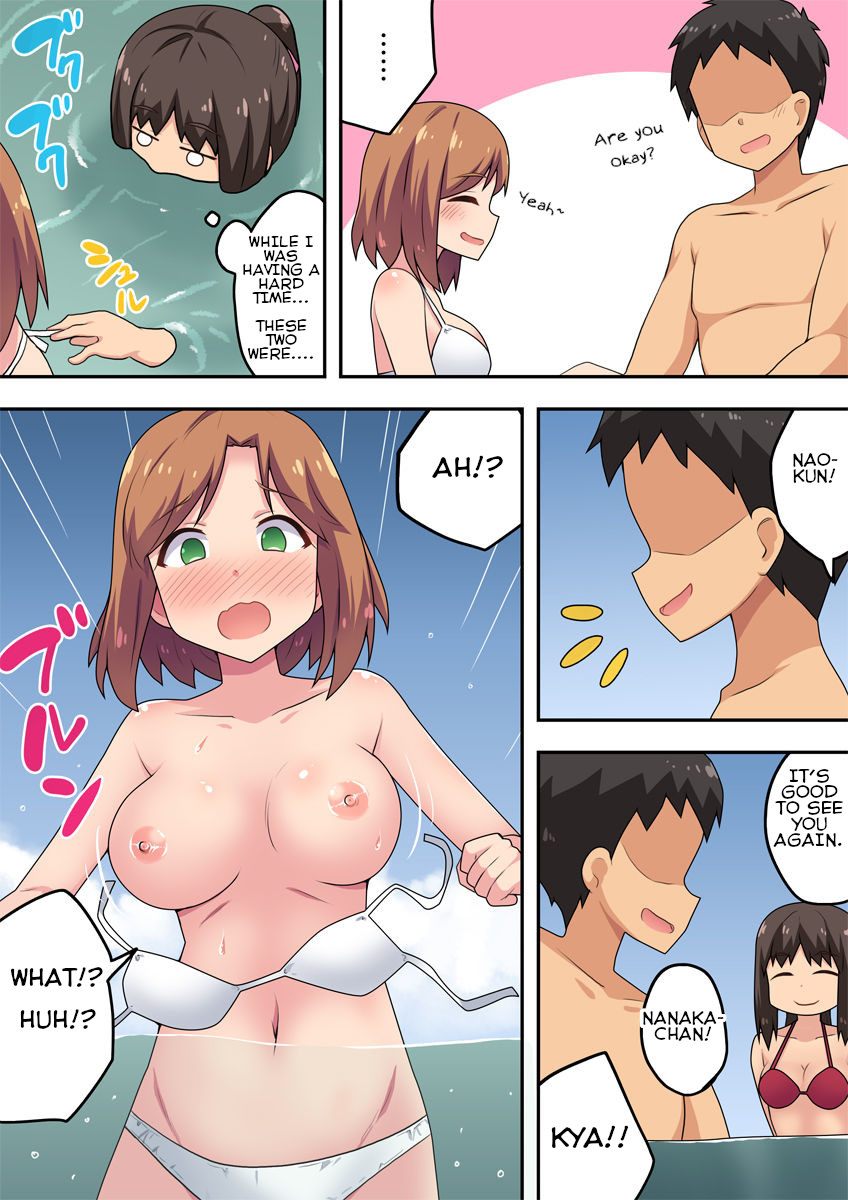 ........
Are you
okay?
Yeah~
ブク
ブク
WHILE I
WAS
HAVING A
HARD
TIME...
THESE
TWO
WERE....
シュル
NAO-
KUN!
AH!?
ブルン
WHAT!?
HUH!?
IT'S
GOOD
TO SEE
YOU
AGAIN.
NANAKA-
CHAN!
KYA!!